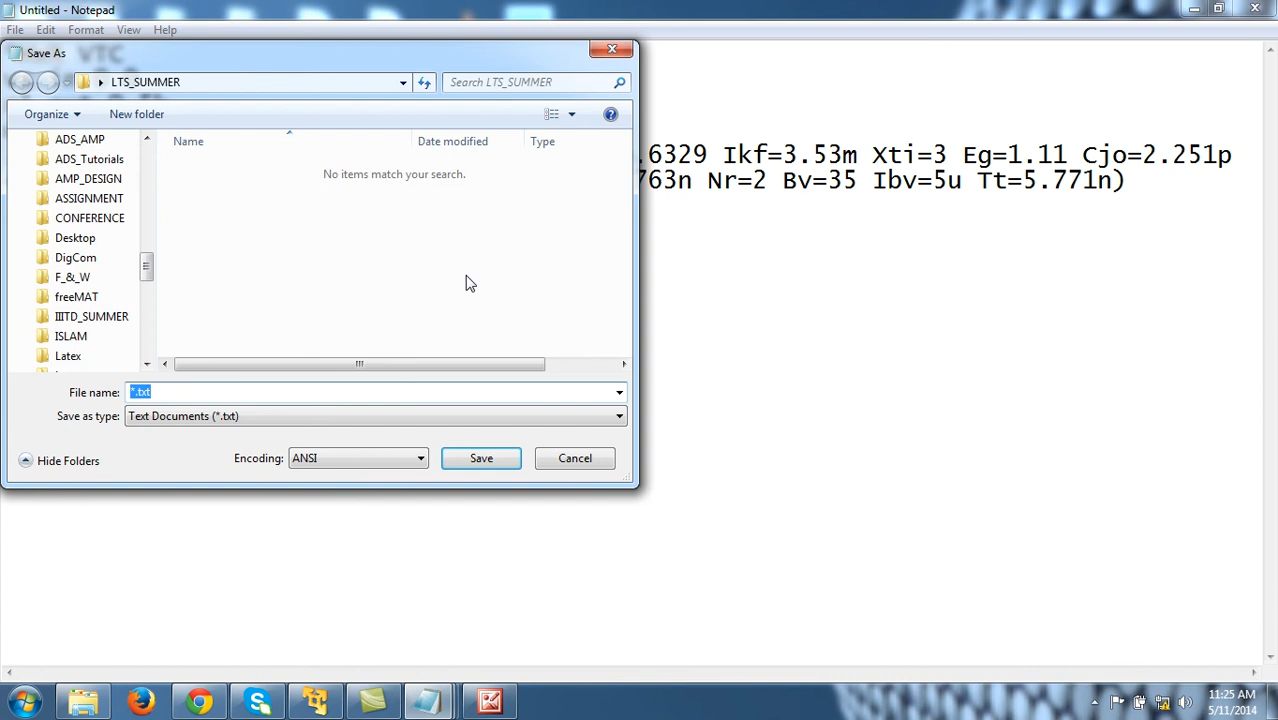 Untitled - Notepad
File Edit Format View Help
VTC
Save As
LTS_SUMMER
Search LTS_SUMMER
Organize
New folder
Name
Date modified
Type
ADS_AMP
ADS_Tutorials
AMP_DESIGN
ASSIGNMENT
CONFERENCE
Desktop
DigCom
F_&_W
freeMAT
IIITD_SUMMER
ISLAM
Latex
No items match your search.
File name: *.txt
Save as type: Text Documents (*.txt)
Hide Folders
Encoding: ANSI
Save
Cancel
.6329 Ikf=3.53m Xti=3 Eg=1.11 Cjo=2.251p
763n Nr=2 Bv=35 Ibv=5u Tt=5.771n)
11:25 AM
5/11/2014